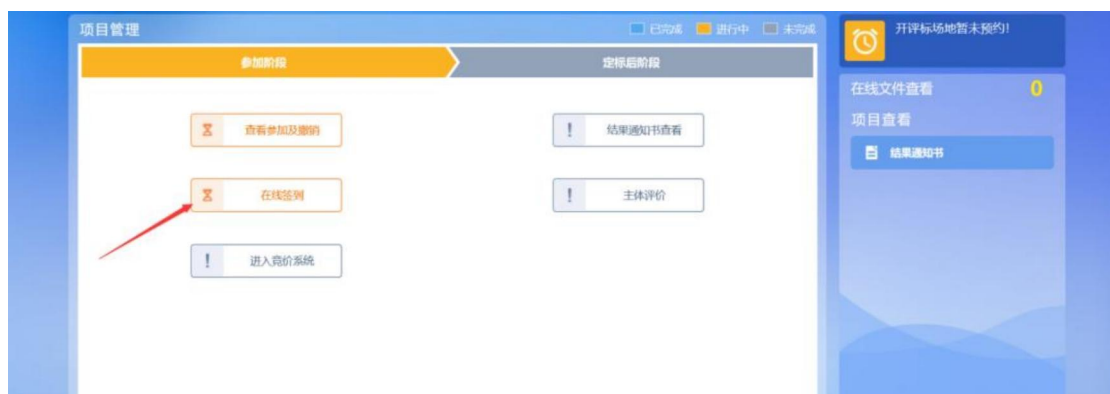 项目管理
已完成 进行中 未完成
参加阶段
定标后阶段
查看参加及撤销
结果通知书查看
在线签到
主体评价
进入竞价系统
开评标场地暂未预约!
在线文件查看 0
项目查看
结果通知书